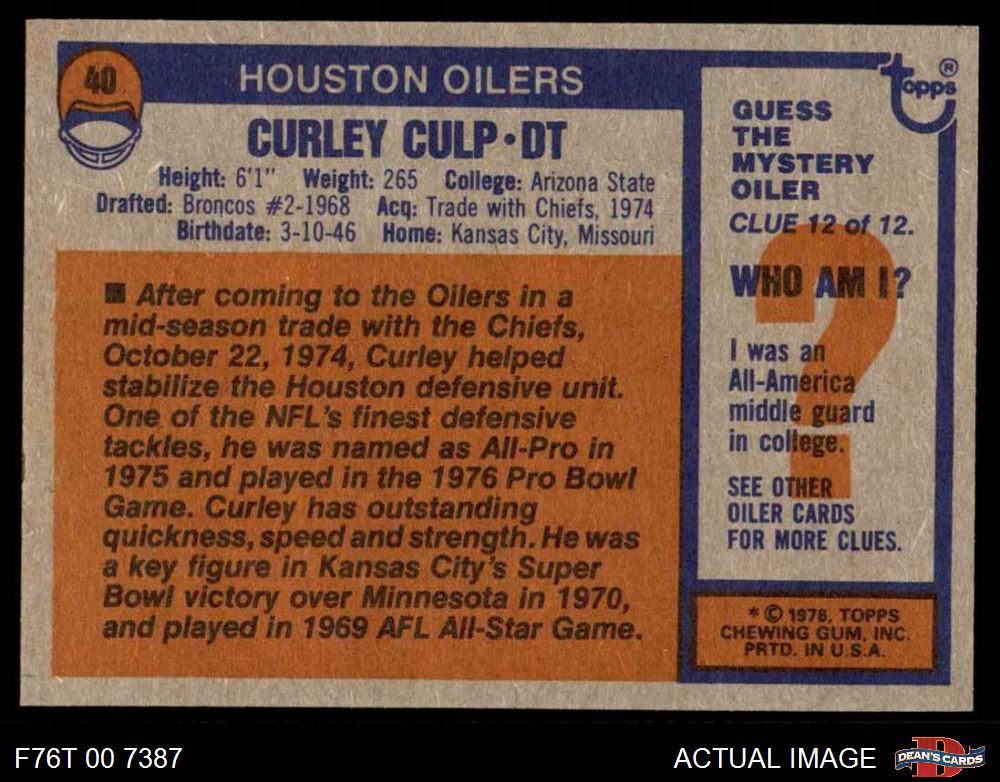 40
HOUSTON OILERS
CURLEY CULP•DT
Height: 6'1" Weight: 265 College: Arizona State
Drafted: Broncos #2-1968 Acq: Trade with Chiefs, 1974
Birthdate: 3-10-46 Home: Kansas City, Missouri
■ After coming to the Oilers in a
mid-season trade with the Chiefs,
October 22, 1974, Curley helped
stabilize the Houston defensive unit.
One of the NFL's finest defensive
tackles, he was named as All-Pro in
1975 and played in the 1976 Pro Bowl
Game. Curley has outstanding
quickness, speed and strength. He was
a key figure in Kansas City's Super
Bowl victory over Minnesota in 1970,
and played in 1969 AFL All-Star Game.
topps ®
GUESS
THE
MYSTERY
OILER
CLUE 12 of 12.
WHO AM I?
?
I was an
All-America
middle guard
in college.
SEE OTHER
OILER CARDS
FOR MORE CLUES.
* © 1976, TOPPS
CHEWING GUM, INC.
PRTD. IN U.S.A.
F76T 00 7387
ACTUAL IMAGE
D
DEAN'S CARDS